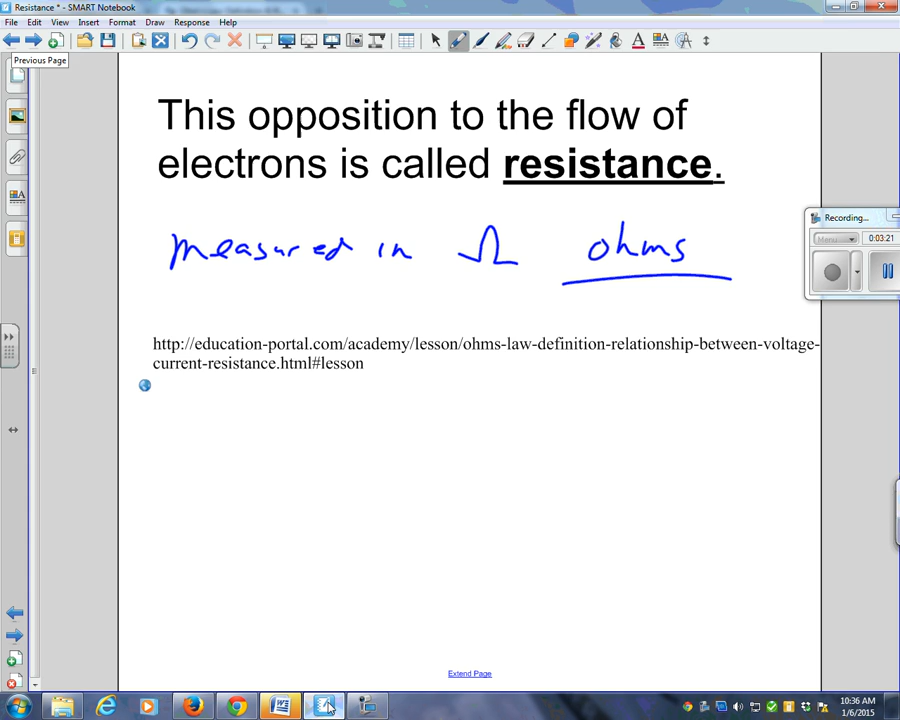 Resistance * - SMART Notebook
File Edit View Insert Format Draw Response Help
Previous Page
This opposition to the flow of
electrons is called resistance.
measured in Ω ohms
Recording...
Menu
0:03:21
http://education-portal.com/academy/lesson/ohms-law-definition-relationship-between-voltage-
current-resistance.html#lesson
Extend Page
10:36 AM
1/6/2015